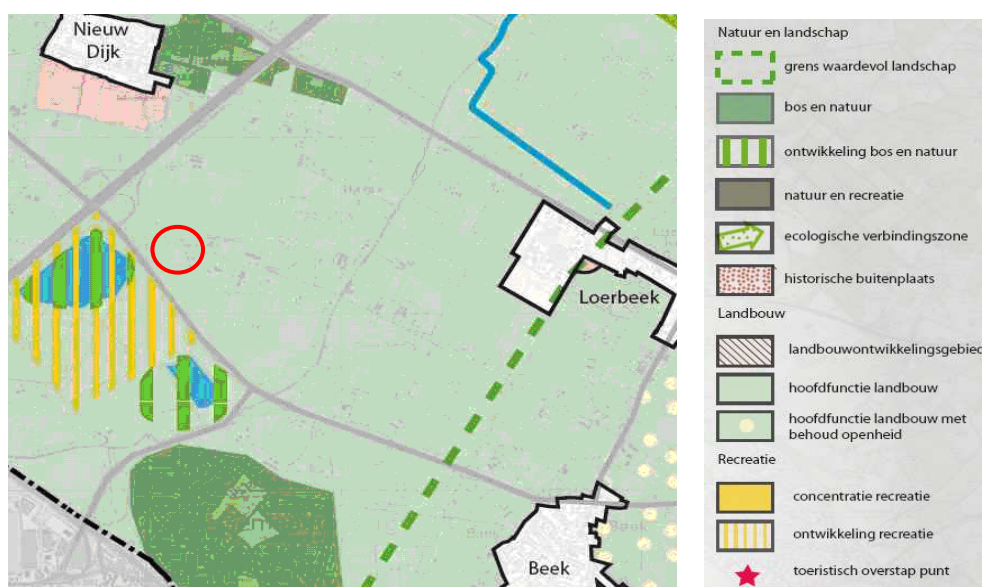 Nieuw
Dijk
Loerbeek
Beek
Natuur en landschap
grens waardevol landschap
bos en natuur
ontwikkeling bos en natuur
natuur en recreatie
ecologische verbindingszone
historische buitenplaats
Landbouw
landbouwontwikkelingsgebied
hoofdfunctie landbouw
hoofdfunctie landbouw met
behoud openheid
Recreatie
concentratie recreatie
ontwikkeling recreatie
toeristisch overstap punt